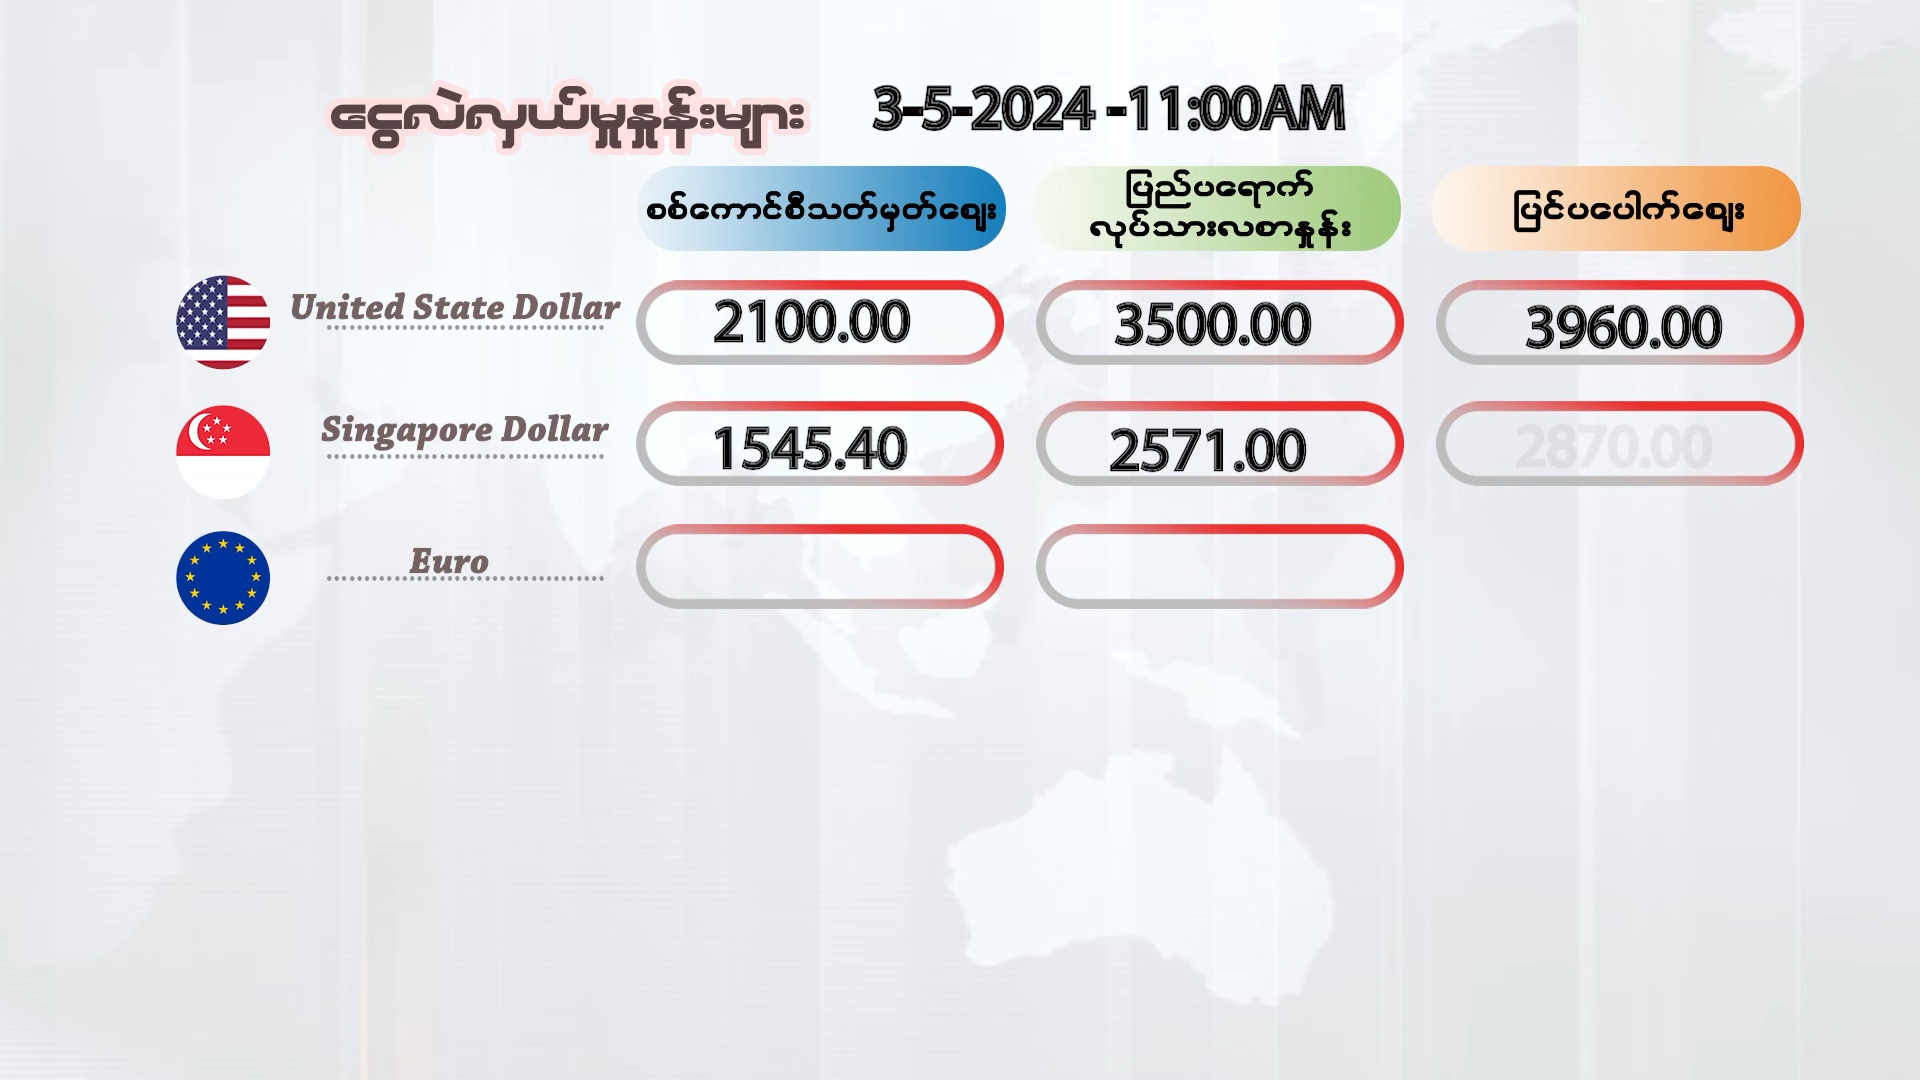 ငွေလဲလှယ်မှုနှုန်းများ 3-5-2024 -11:00AM
စစ်ကောင်စီသတ်မှတ်ဈေး
ပြည်ပရောက်
လုပ်သားလစာနှုန်း
ပြင်ပပေါက်ဈေး
United State Dollar 2100.00 3500.00 3960.00
Singapore Dollar 1545.40 2571.00 2870.00
Euro